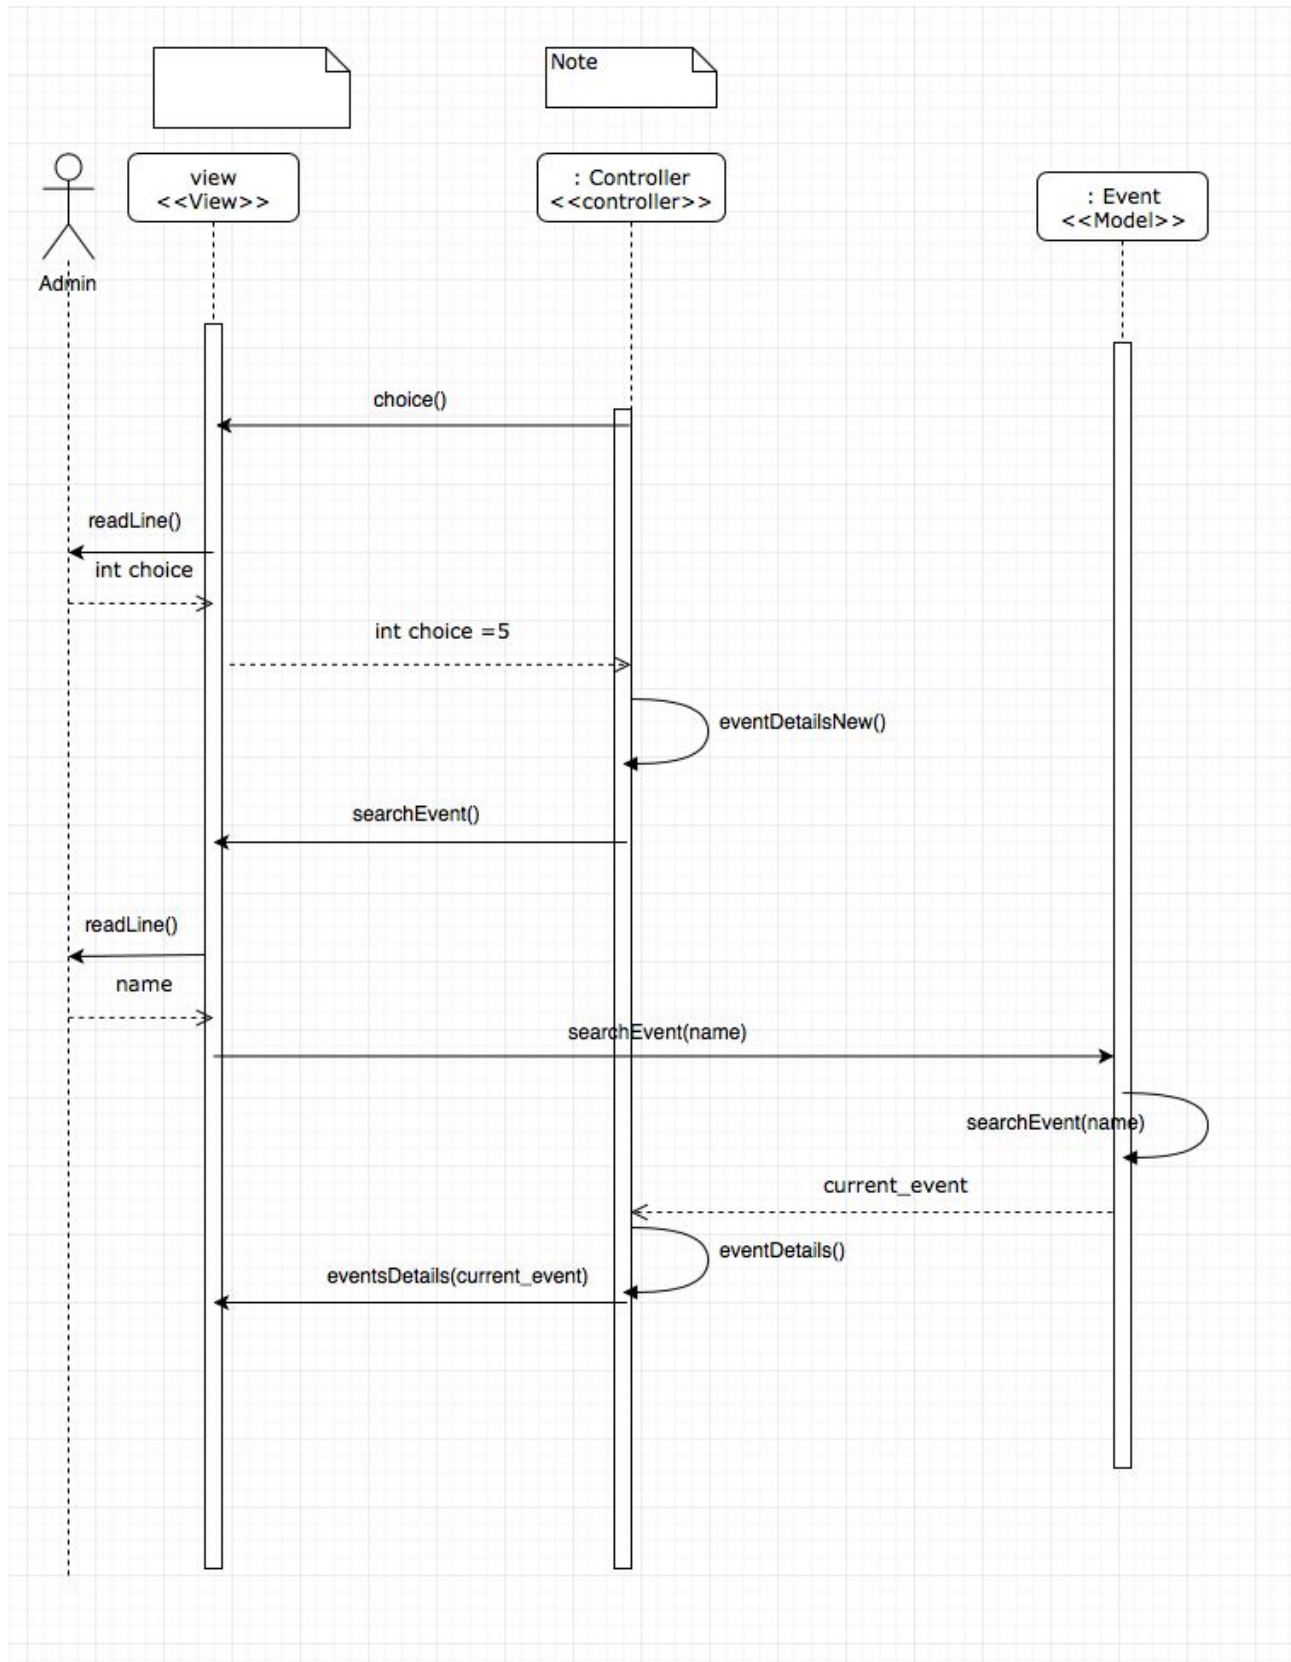 Note
view
<<View>>
: Controller
<<controller>>
: Event
<<Model>>
Admin
choice()
readLine()
int choice
int choice =5
eventDetailsNew()
searchEvent()
readLine()
name
searchEvent(name)
searchEvent(name)
current_event
eventDetails()
eventsDetails(current_event)